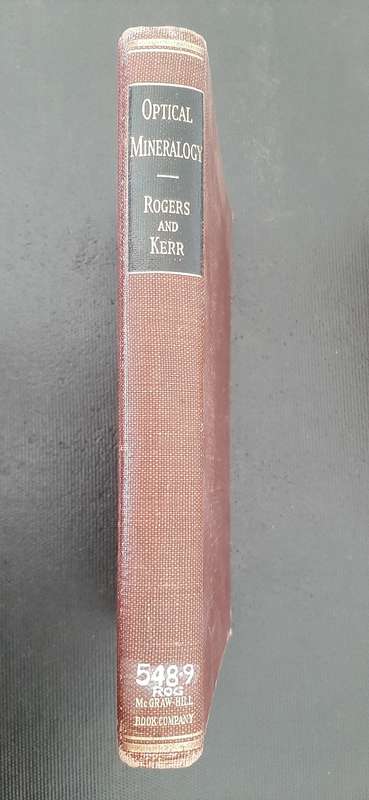 OPTICAL
MINERALOGY
ROGERS
AND
KERR
548·9
ROG
MCGRAW-HILL
BOOK COMPANY